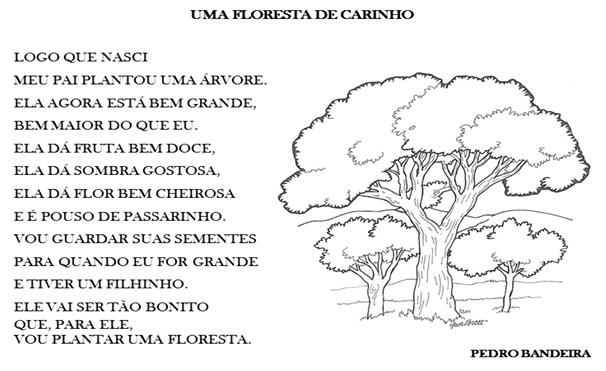 UMA FLORESTA DE CARINHO
LOGO QUE NASCI
MEU PAI PLANTOU UMA ÁRVORE.
ELA AGORA ESTÁ BEM GRANDE,
BEM MAIOR DO QUE EU.
ELA DÁ FRUTA BEM DOCE,
ELA DÁ SOMBRA GOSTOSA,
ELA DÁ FLOR BEM CHEIROSA
E É POUSO DE PASSARINHO.
VOU GUARDAR SUAS SEMENTES
PARA QUANDO EU FOR GRANDE
E TIVER UM FILHINHO.
ELE VAI SER TÃO BONITO
QUE, PARA ELE,
VOU PLANTAR UMA FLORESTA.
PEDRO BANDEIRA